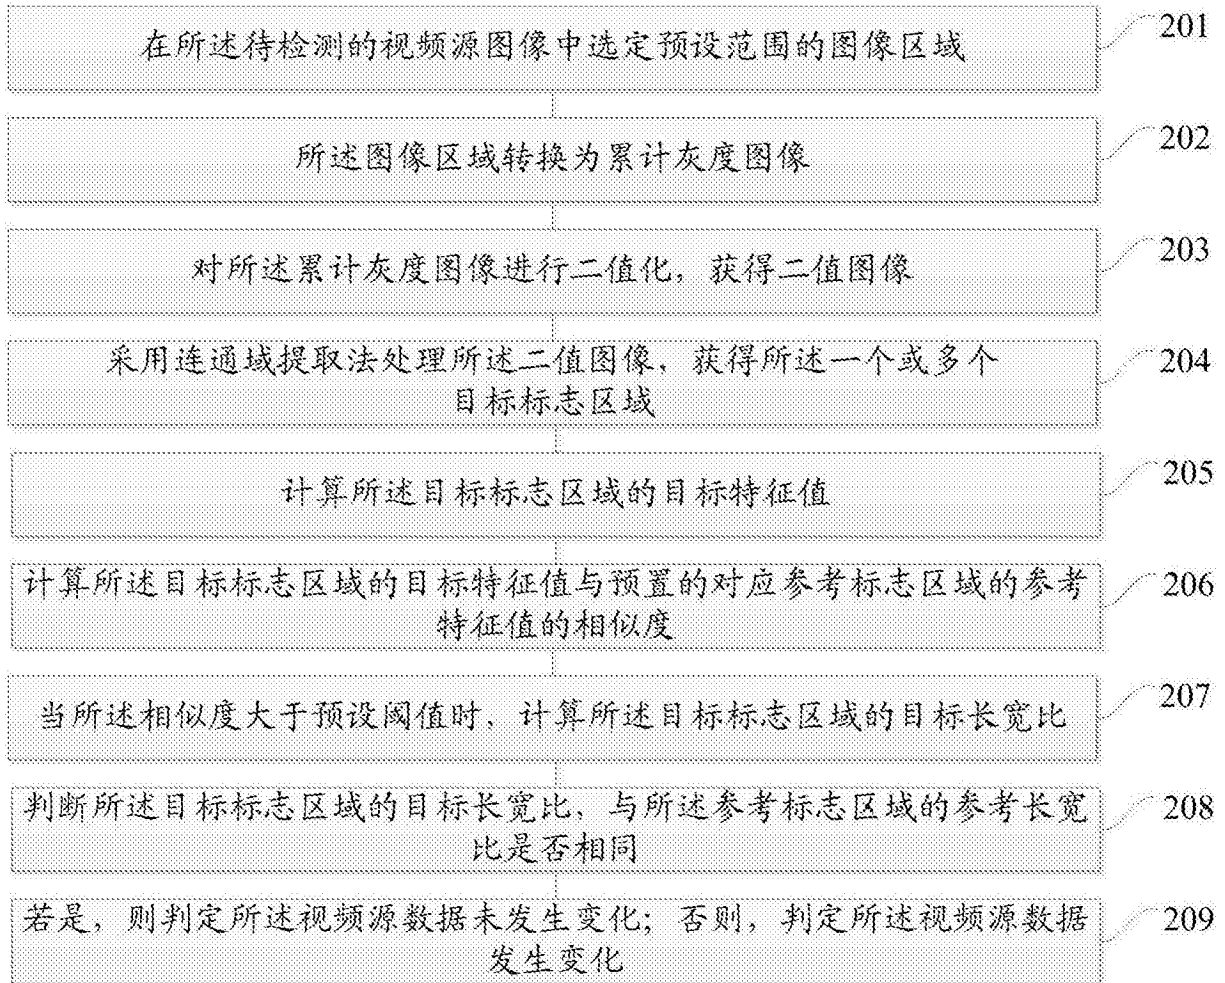 在所述待检测的视频源图像中选定预设范围的图像区域
201
所述图像区域转换为累计灰度图像
202
对所述累计灰度图像进行二值化，获得二值图像
203
采用连通域提取法处理所述二值图像，获得所述一个或多个
目标标志区域
204
计算所述目标标志区域的目标特征值
205
计算所述目标标志区域的目标特征值与预置的对应参考标志区域的参考
特征值的相似度
206
当所述相似度大于预设阈值时，计算所述目标标志区域的目标长宽比
207
判断所述目标标志区域的目标长宽比，与所述参考标志区域的参考长宽
比是否相同
208
若是，则判定所述视频源数据未发生变化；否则，判定所述视频源数据
发生变化
209